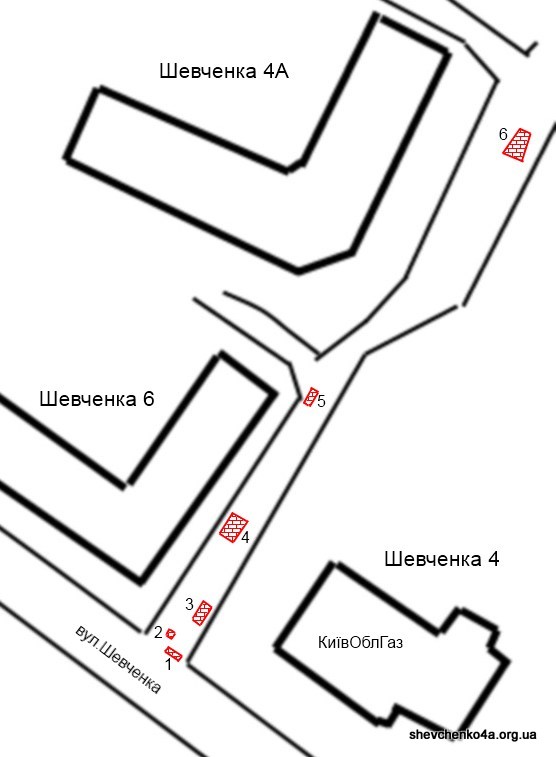 Шевченка 4А
6
Шевченка 6
5
4
Шевченка 4
3
2
КиївОблГаз
1
вул.Шевченка
shevchenko4a.org.ua